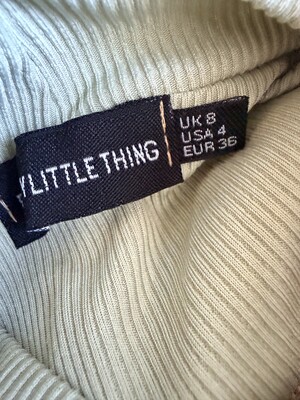 Y LITTLE THING
UK 8
USA 4
EUR 36